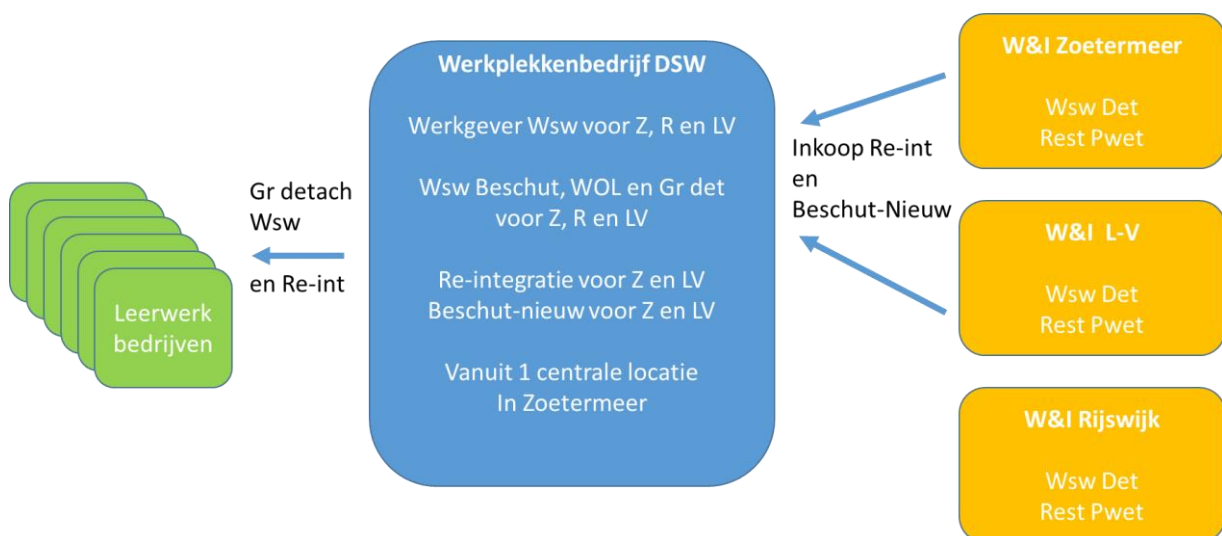 Leerwerk
bedrijven
Gr detach
Wsw
en Re-int
Werkplekkenbedrijf DSW
Werkgever Wsw voor Z, R en LV
Wsw Beschut, WOL en Gr det
voor Z, R en LV
Re-integratie voor Z en LV
Beschut-nieuw voor Z en LV
Vanuit 1 centrale locatie
In Zoetermeer
Inkoop Re-int
en
Beschut-Nieuw
W&I Zoetermeer
Wsw Det
Rest Pwet
W&I L-V
Wsw Det
Rest Pwet
W&I Rijswijk
Wsw Det
Rest Pwet